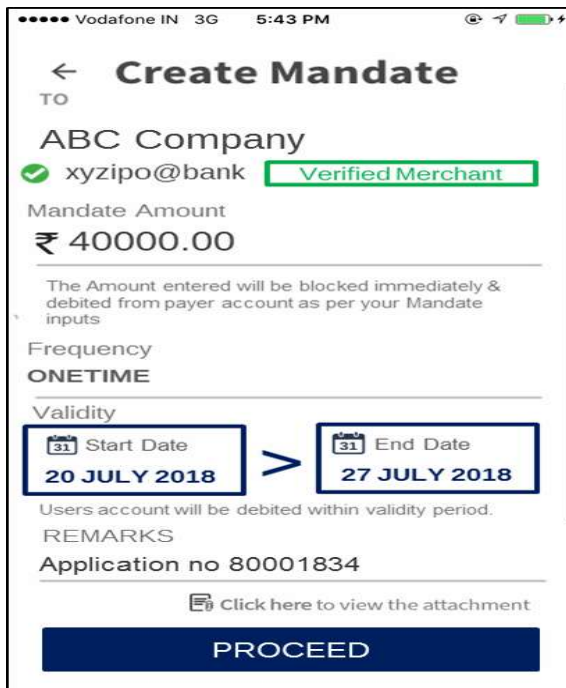 Vodafone IN 3G 5:43 PM
← Create Mandate
TO
ABC Company
xyzipo@bank Verified Merchant
Mandate Amount
₹ 40000.00
The Amount entered will be blocked immediately &
debited from payer account as per your Mandate
inputs
Frequency
ONETIME
Validity
31 Start Date 31 End Date
20 JULY 2018 > 27 JULY 2018
Users account will be debited within validity period.
REMARKS
Application no 80001834
Click here to view the attachment
PROCEED